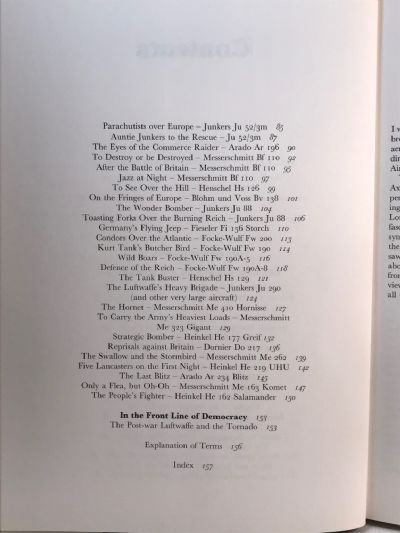 Parachutists over Europe – Junkers Ju 52/3m 85
Auntie Junkers to the Rescue – Ju 52/3m 87
The Eyes of the Commerce Raider – Arado Ar 196 90
To Destroy or be Destroyed – Messerschmitt Bf 110 92
After the Battle of Britain – Messerschmitt Bf 110 95
Jazz at Night – Messerschmitt Bf 110 97
To See Over the Hill – Henschel Hs 126 99
On the Fringes of Europe – Blohm und Voss Bv 138 101
The Wonder Bomber – Junkers Ju 88 104
Toasting Forks Over the Burning Reich – Junkers Ju 88 106
Germany's Flying Jeep – Fieseler Fi 156 Storch 110
Condors Over the Atlantic – Focke-Wulf Fw 200 113
Kurt Tank's Butcher Bird – Focke-Wulf Fw 190 114
Wild Boars – Focke-Wulf Fw 190A-5 116
Defence of the Reich – Focke-Wulf Fw 190A-8 118
The Tank Buster – Henschel Hs 129 121
The Luftwaffe's Heavy Brigade – Junkers Ju 290
(and other very large aircraft) 124
The Hornet – Messerschmitt Me 410 Hornisse 127
To Carry the Army's Heaviest Loads – Messerschmitt
Me 323 Gigant 129
Strategic Bomber – Heinkel He 177 Greif 132
Reprisals against Britain – Dornier Do 217 136
The Swallow and the Stormbird – Messerschmitt Me 262 139
Five Lancasters on the First Night – Heinkel He 219 UHU 142
The Last Blitz – Arado Ar 234 Blitz 145
Only a Flea, but Oh-Oh – Messerschmitt Me 163 Komet 147
The People's Fighter – Heinkel He 162 Salamander 150
In the Front Line of Democracy 153
The Post-war Luftwaffe and the Tornado 153
Explanation of Terms 156
Index 157